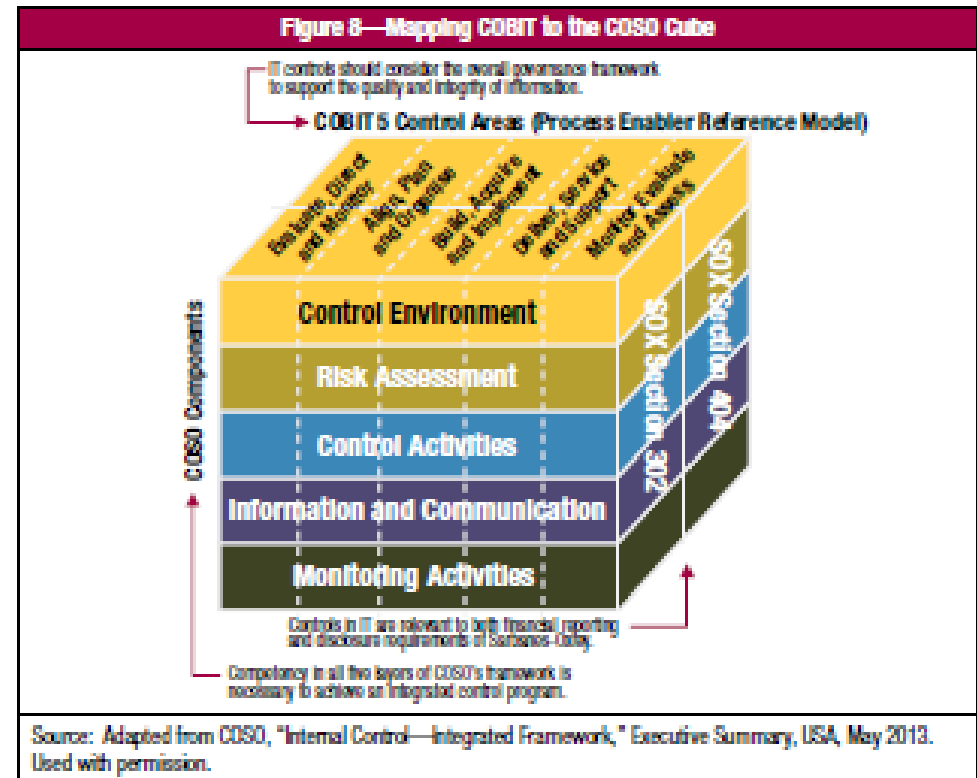 Figure 8—Mapping COBIT to the COSO Cube
IT controls should consider the overall governance framework
to support the quality and integrity of information.
COBIT 5 Control Areas (Process Enabler Reference Model)
Evaluate, Direct
and Monitor
Align, Plan
and Organise
Build, Acquire
and Implement
Deliver, Service
and Support
Monitor, Evaluate
and Assess
COSO Components
Control Environment
Risk Assessment
Control Activities
Information and Communication
Monitoring Activities
SOX Section 302
SOX Section 404
Controls in IT are relevant to both financial reporting
and disclosure requirements of Sarbanes-Oxley.
Competency in all five layers of COSO's framework is
necessary to achieve an integrated control program.
Source: Adapted from COSO, "Internal Control—Integrated Framework," Executive Summary, USA, May 2013.
Used with permission.